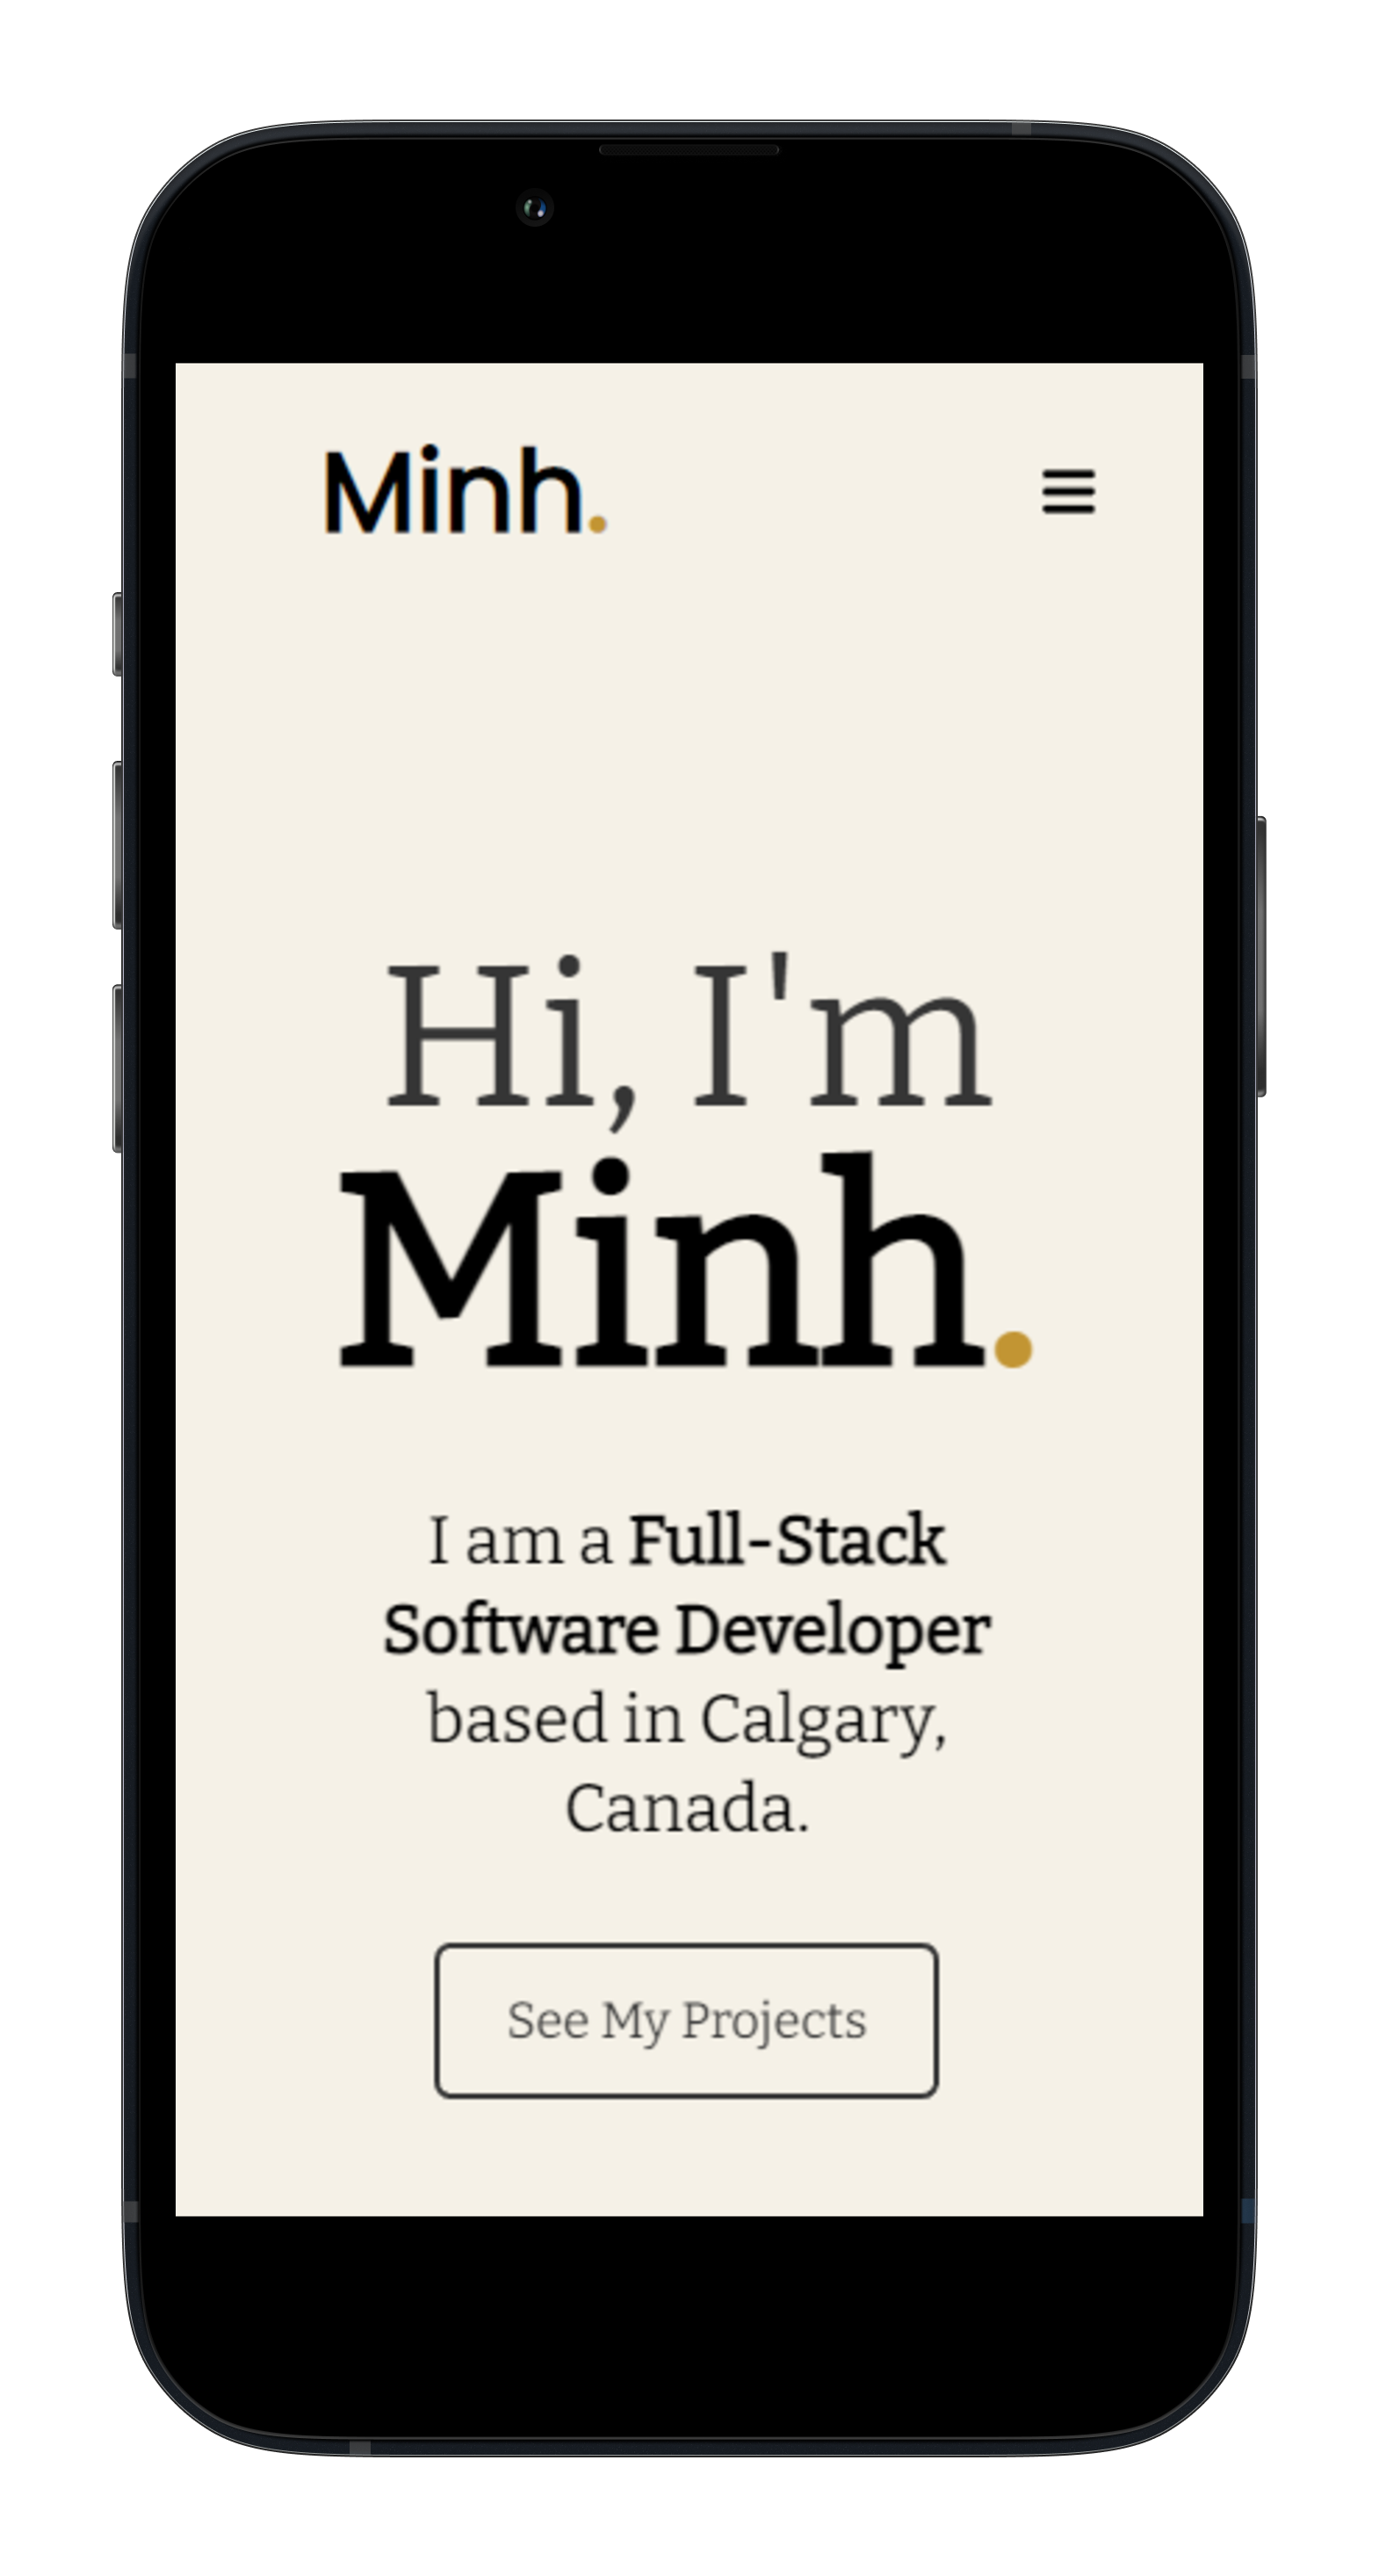 Minh.
Hi, I'm
Minh.
I am a Full-Stack
Software Developer
based in Calgary,
Canada.
See My Projects